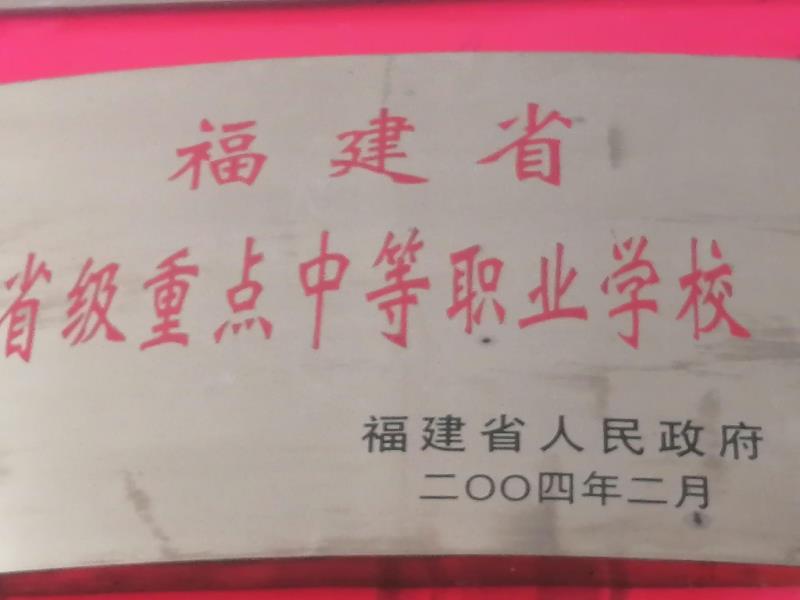 福建省
省级重点中等职业学校
福建省人民政府
二〇〇四年二月